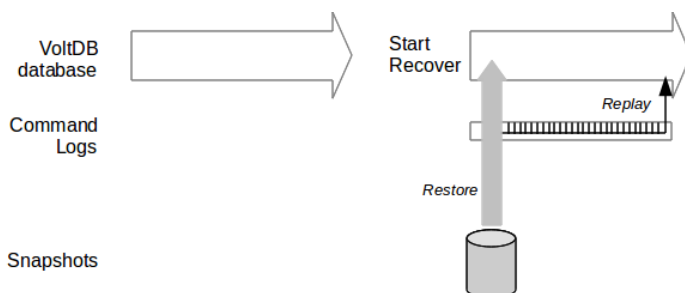 VoltDB
database
Start
Recover
Replay
Command
Logs
Restore
Snapshots